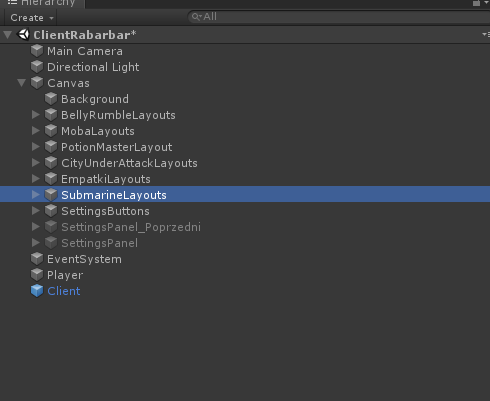 Hierarchy
Create All
ClientRabarbar*
Main Camera
Directional Light
Canvas
Background
BellyRumbleLayouts
MobaLayouts
PotionMasterLayout
CityUnderAttackLayouts
EmpatkiLayouts
SubmarineLayouts
SettingsButtons
SettingsPanel_Poprzedni
SettingsPanel
EventSystem
Player
Client